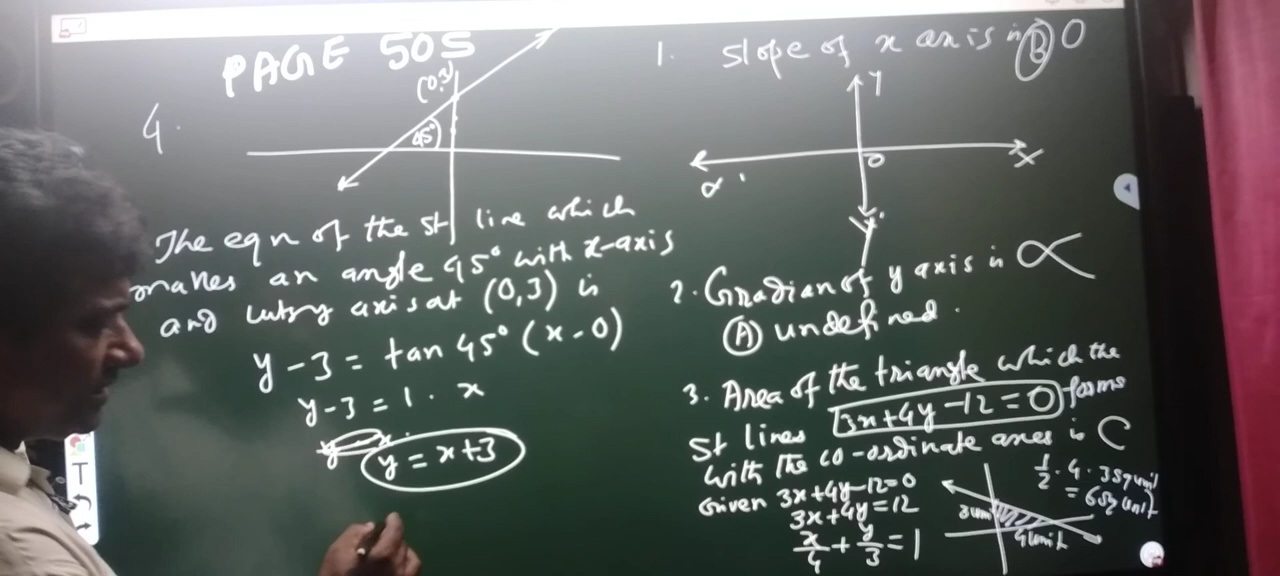 PAGE 505
4.
(0,3)
45°
The eqn of the st line which
makes an angle 45° with x-axis
and cuts y axis at (0,3) is
y - 3 = tan 45° (x - 0)
y - 3 = 1 . x
y = x + 3
1. Slope of x axis is (B) 0
Y
O
X
Y'
2. Gradian of y axis is ∝
(A) undefined.
3. Area of the triangle which the
st lines 3x+4y-12=0 forms
with the co-ordinate axes is C
Given 3x+4y-12=0
3x+4y=12
x/4 + y/3 = 1
1/2 . 4 . 3 sq unit
= 6 sq unit
3 unit
4 unit
T